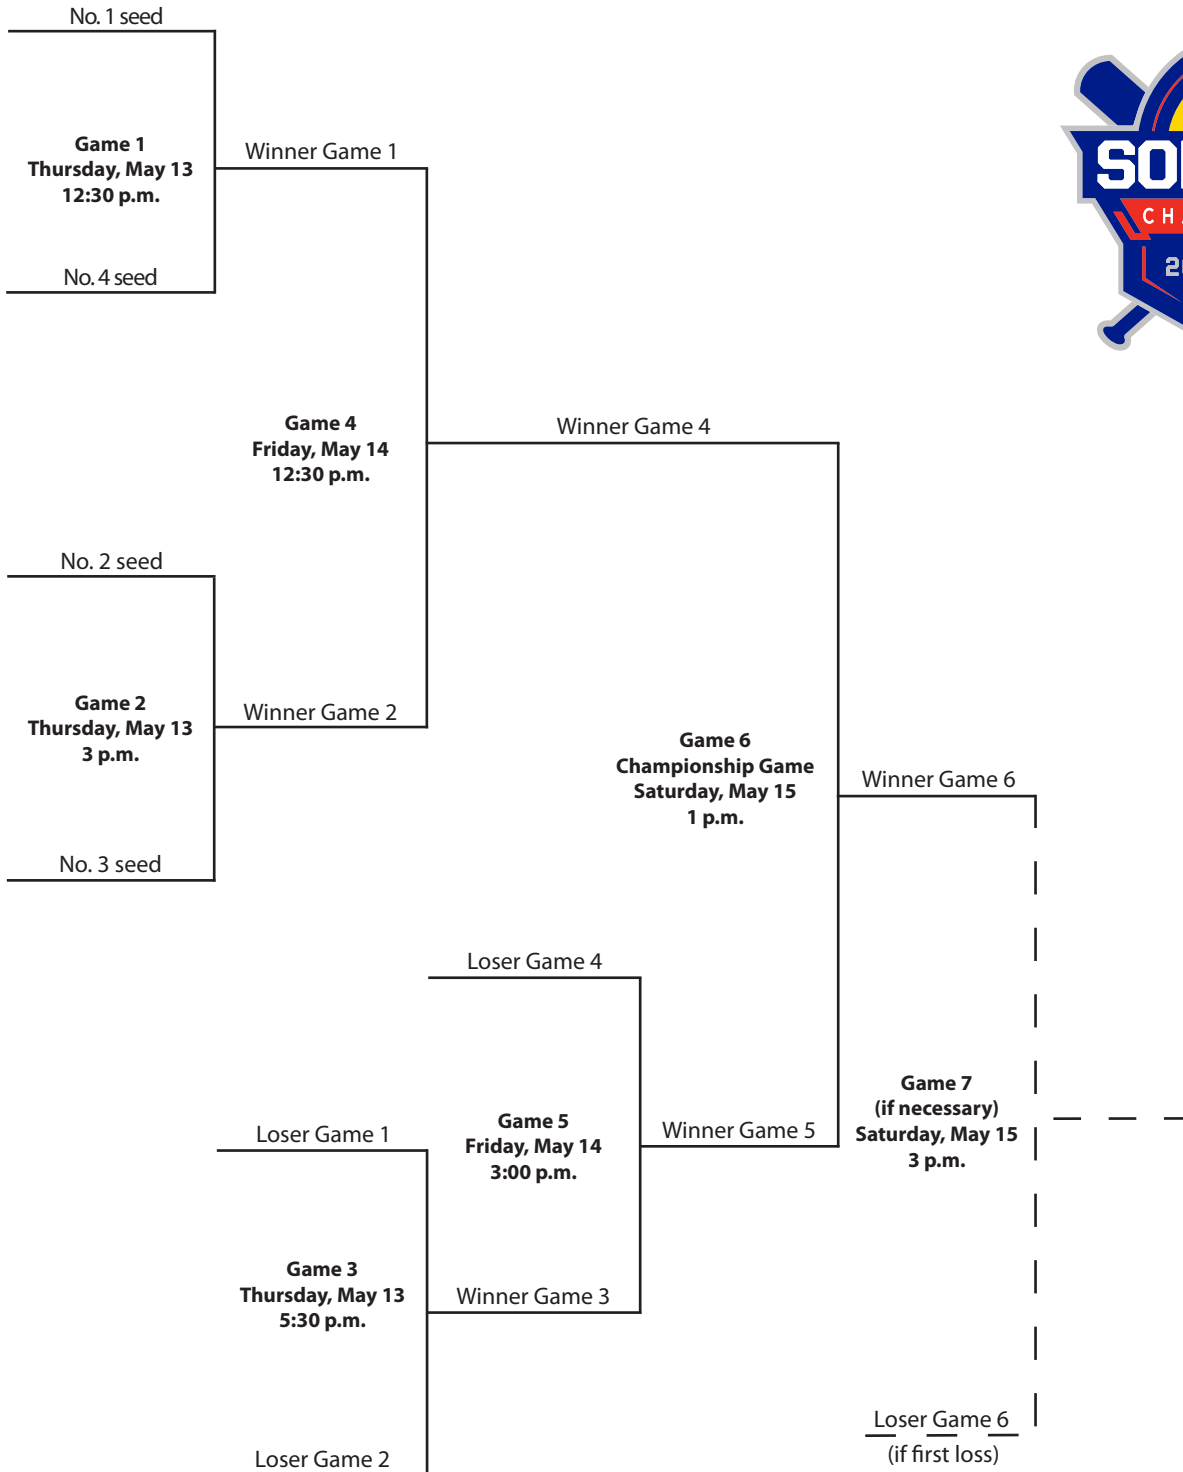 No. 1 seed
Game 1
Thursday, May 13
12:30 p.m.
Winner Game 1
No. 4 seed
Game 4
Friday, May 14
12:30 p.m.
Winner Game 4
No. 2 seed
Game 2
Thursday, May 13
3 p.m.
Winner Game 2
No. 3 seed
Game 6
Championship Game
Saturday, May 15
1 p.m.
Winner Game 6
Loser Game 4
Game 5
Friday, May 14
3:00 p.m.
Winner Game 5
Game 7
(if necessary)
Saturday, May 15
3 p.m.
Loser Game 1
Game 3
Thursday, May 13
5:30 p.m.
Winner Game 3
Loser Game 2
Loser Game 6
(if first loss)